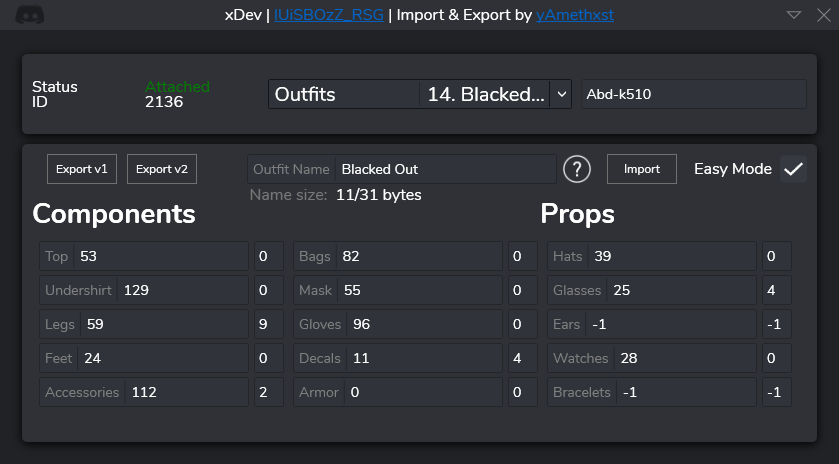 xDev | IUiSBOzZ_RSG | Import & Export by yAmethxst
Status Attached
ID 2136
Outfits 14. Blacked... Abd-k510
Export v1 Export v2 Outfit Name Blacked Out ? Import Easy Mode
Name size: 11/31 bytes
Components Props
Top 53 0 Bags 82 0 Hats 39 0
Undershirt 129 0 Mask 55 0 Glasses 25 4
Legs 59 9 Gloves 96 0 Ears -1 -1
Feet 24 0 Decals 11 4 Watches 28 0
Accessories 112 2 Armor 0 0 Bracelets -1 -1